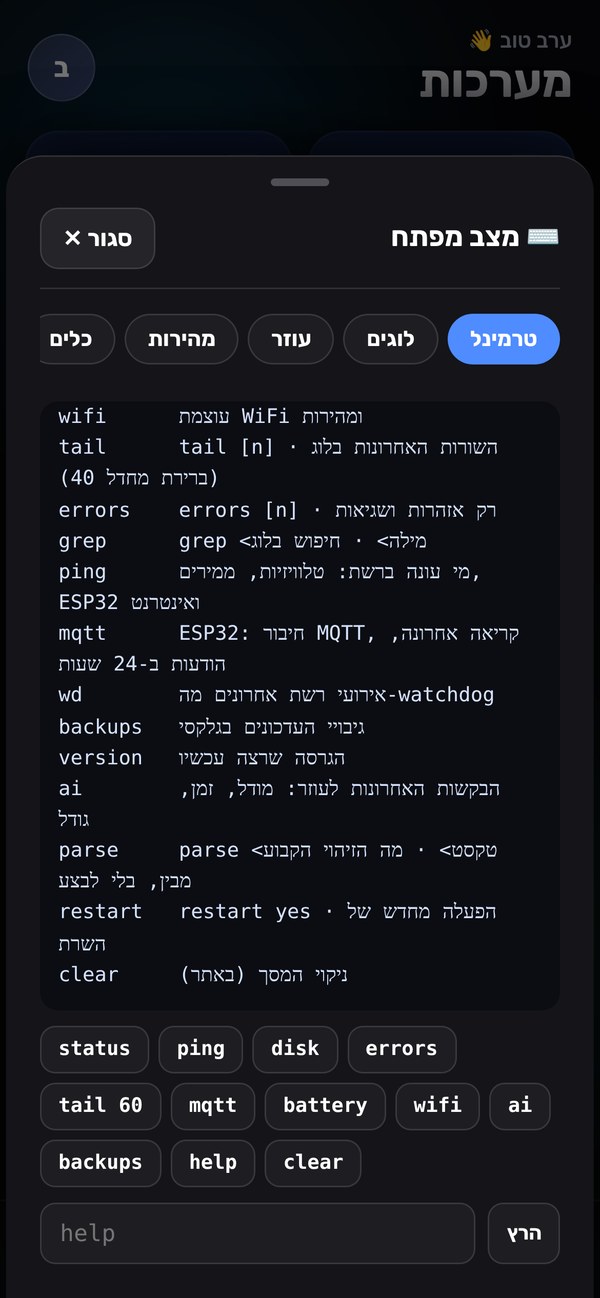 ערב טוב 👋
ב
מערכות
⌨️ מצב מפתח
סגור ✕
טרמינל
לוגים
עוזר
מהירות
כלים
wifi עוצמת WiFi ומהירות
tail tail [n] · השורות האחרונות בלוג
(ברירת מחדל 40)
errors errors [n] · רק אזהרות ושגיאות
grep grep <מילה> · חיפוש בלוג
ping מי עונה ברשת: טלוויזיות, ממירים,
ESP32 ואינטרנט
mqtt ESP32: חיבור MQTT, קריאה אחרונה,
הודעות ב-24 שעות
wd אירועי רשת אחרונים מה-watchdog
backups גיבויי העדכונים בגלקסי
version הגרסה שרצה עכשיו
ai הבקשות האחרונות לעוזר: מודל, זמן,
גודל
parse parse <טקסט> · מה הזיהוי הקבוע
מבין, בלי לבצע
restart restart yes · הפעלה מחדש של
השרת
clear ניקוי המסך (באתר)
status ping disk errors
tail 60 mqtt battery wifi ai
backups help clear
help
הרץ